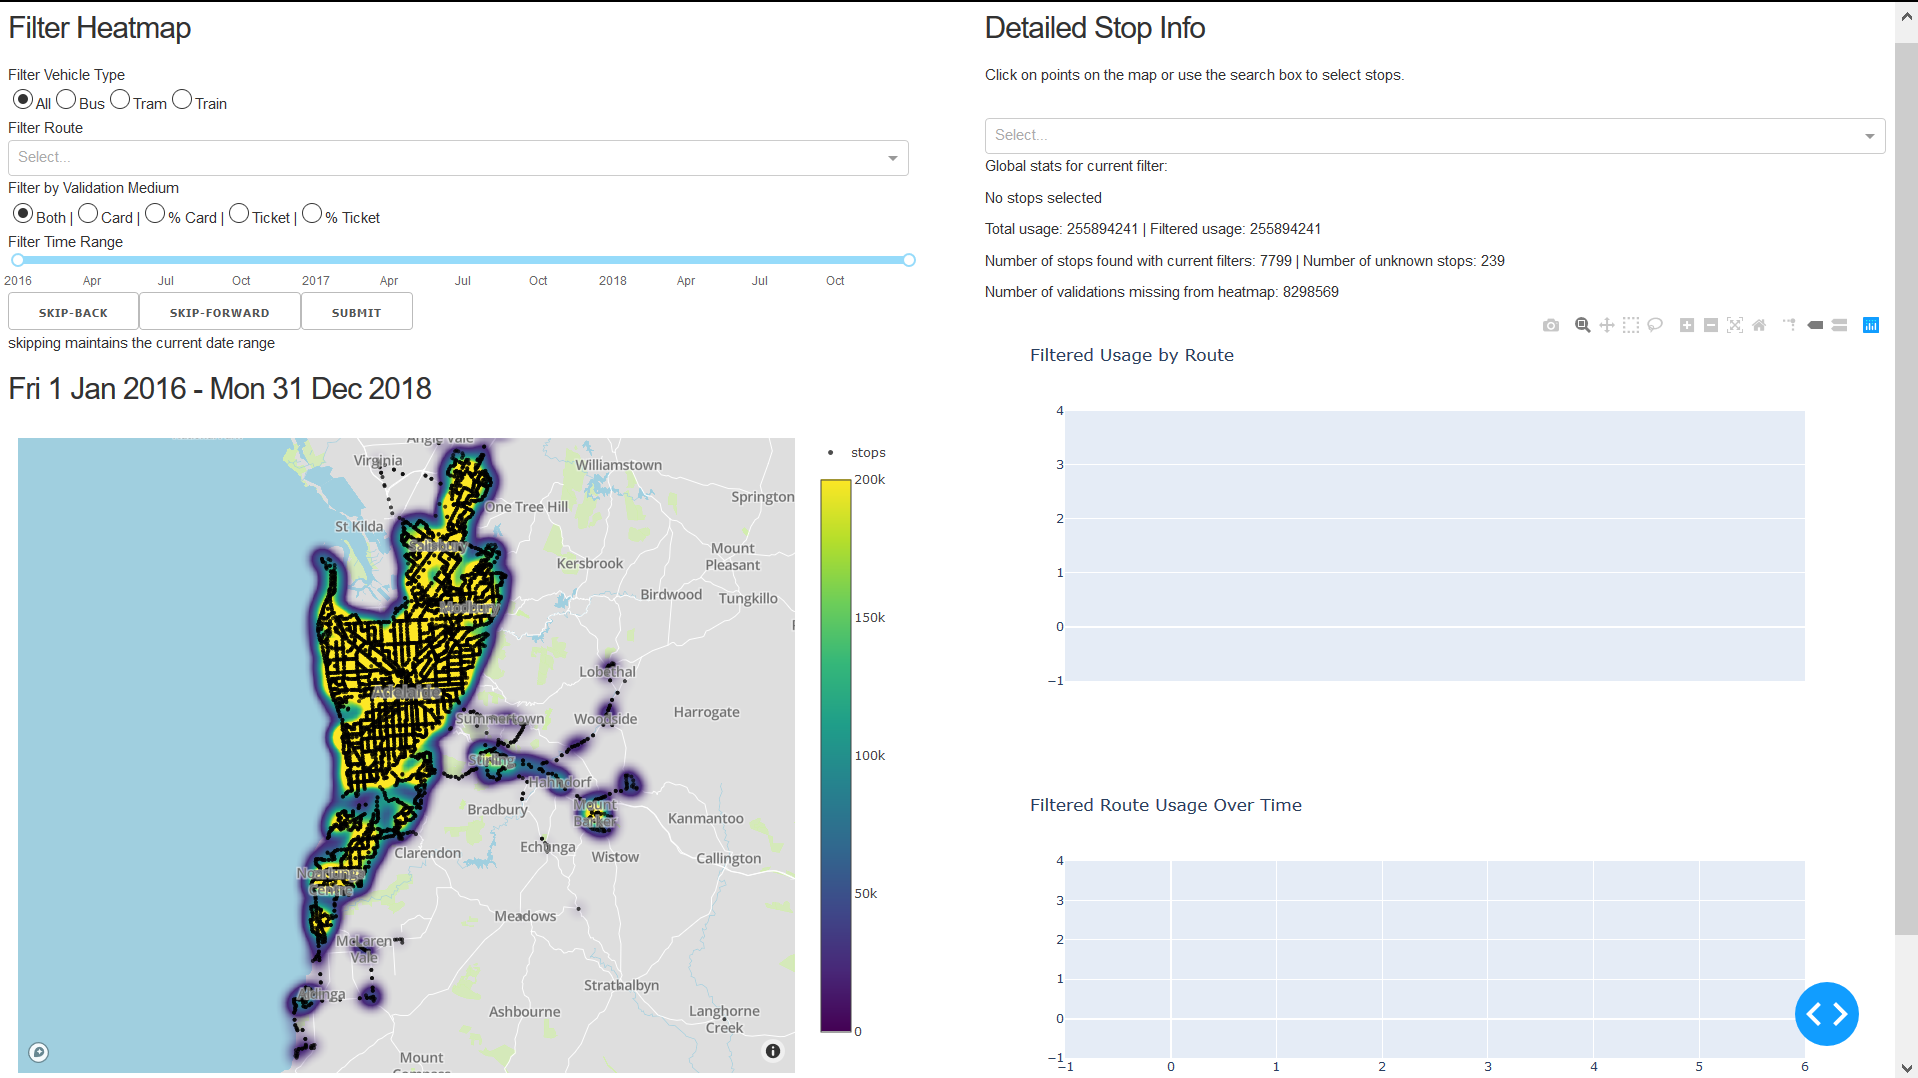 Filter Heatmap
Filter Vehicle Type
All Bus Tram Train
Filter Route
Select...
Filter by Validation Medium
Both | Card | % Card | Ticket | % Ticket
Filter Time Range
2016 Apr Jul Oct 2017 Apr Jul Oct 2018 Apr Jul Oct
SKIP-BACK SKIP-FORWARD SUBMIT
skipping maintains the current date range
Fri 1 Jan 2016 - Mon 31 Dec 2018
Angle Vale
Virginia
Williamstown
Springton
One Tree Hill
St Kilda
Salisbury
Mount
Pleasant
Kersbrook
Birdwood
Tungkillo
Modbury
Lobethal
Adelaide
Summertown
Woodside
Harrogate
Stirling
Hahndorf
Bradbury
Mount
Barker
Kanmantoo
Echunga
Clarendon
Wistow
Callington
Noarlunga
Centre
Meadows
McLaren
Vale
Strathalbyn
Aldinga
Ashbourne
Langhorne
Creek
Mount
Compass
stops
200k
150k
100k
50k
0
Detailed Stop Info
Click on points on the map or use the search box to select stops.
Select...
Global stats for current filter:
No stops selected
Total usage: 255894241 | Filtered usage: 255894241
Number of stops found with current filters: 7799 | Number of unknown stops: 239
Number of validations missing from heatmap: 8298569
Filtered Usage by Route
4
3
2
1
0
−1
Filtered Route Usage Over Time
4
3
2
1
0
−1
−1 0 1 2 3 4 5 6